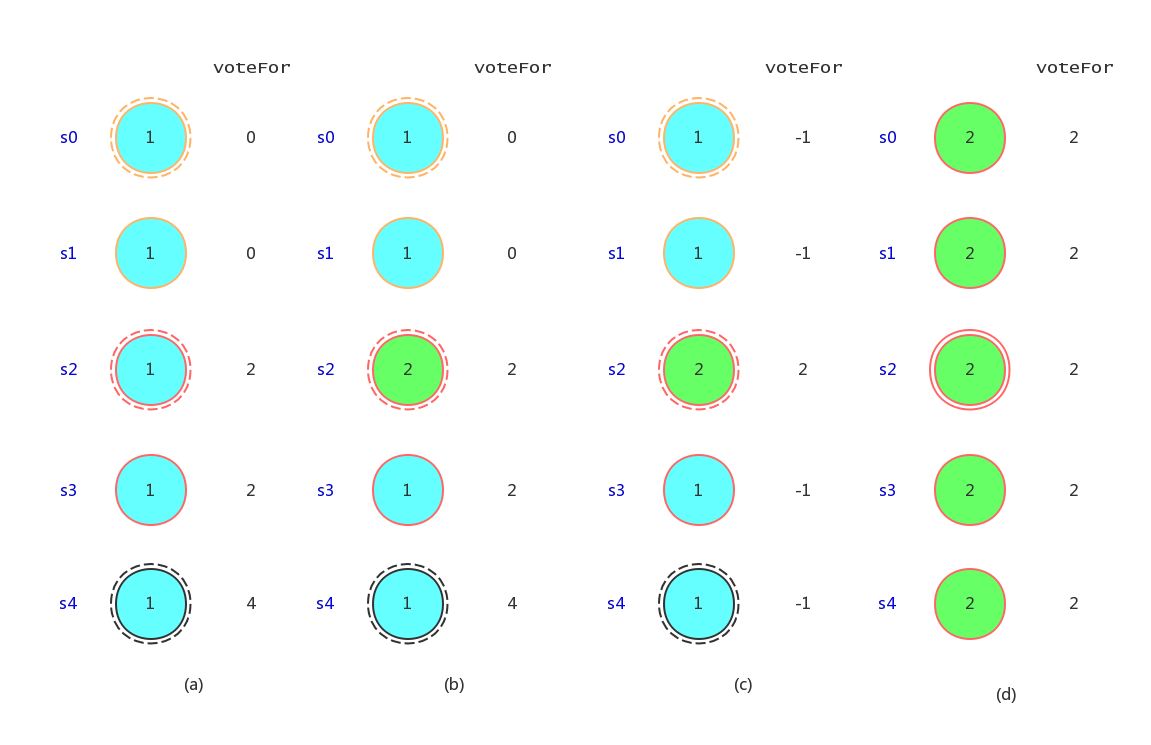 voteFor voteFor voteFor voteFor
s0 1 0 s0 1 0 s0 1 -1 s0 2 2
s1 1 0 s1 1 0 s1 1 -1 s1 2 2
s2 1 2 s2 2 2 s2 2 2 s2 2 2
s3 1 2 s3 1 2 s3 1 -1 s3 2 2
s4 1 4 s4 1 4 s4 1 -1 s4 2 2
(a) (b) (c) (d)